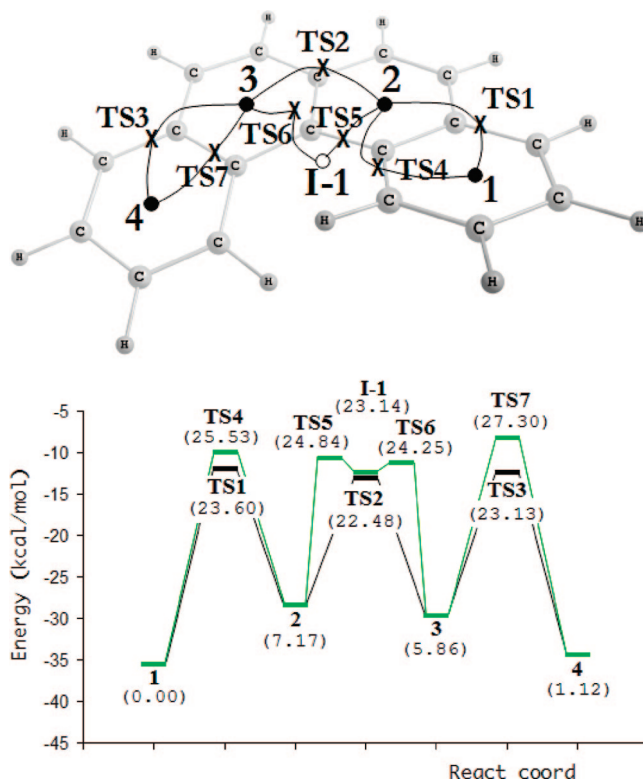 H H
TS2
H C C H
3 2
C C C
TS3 TS6 TS5 TS1
H C C C H
C C C C
TS7 I-1 TS4 1
C C
4 H C H
C C
H C H H
H
Energy (kcal/mol)
-5
-10
-15
-20
-25
-30
-35
-40
-45
1
(0.00)
TS4
(25.53)
TS1
(23.60)
2
(7.17)
TS5
(24.84)
I-1
(23.14)
TS2
(22.48)
TS6
(24.25)
3
(5.86)
TS7
(27.30)
TS3
(23.13)
4
(1.12)
React coord